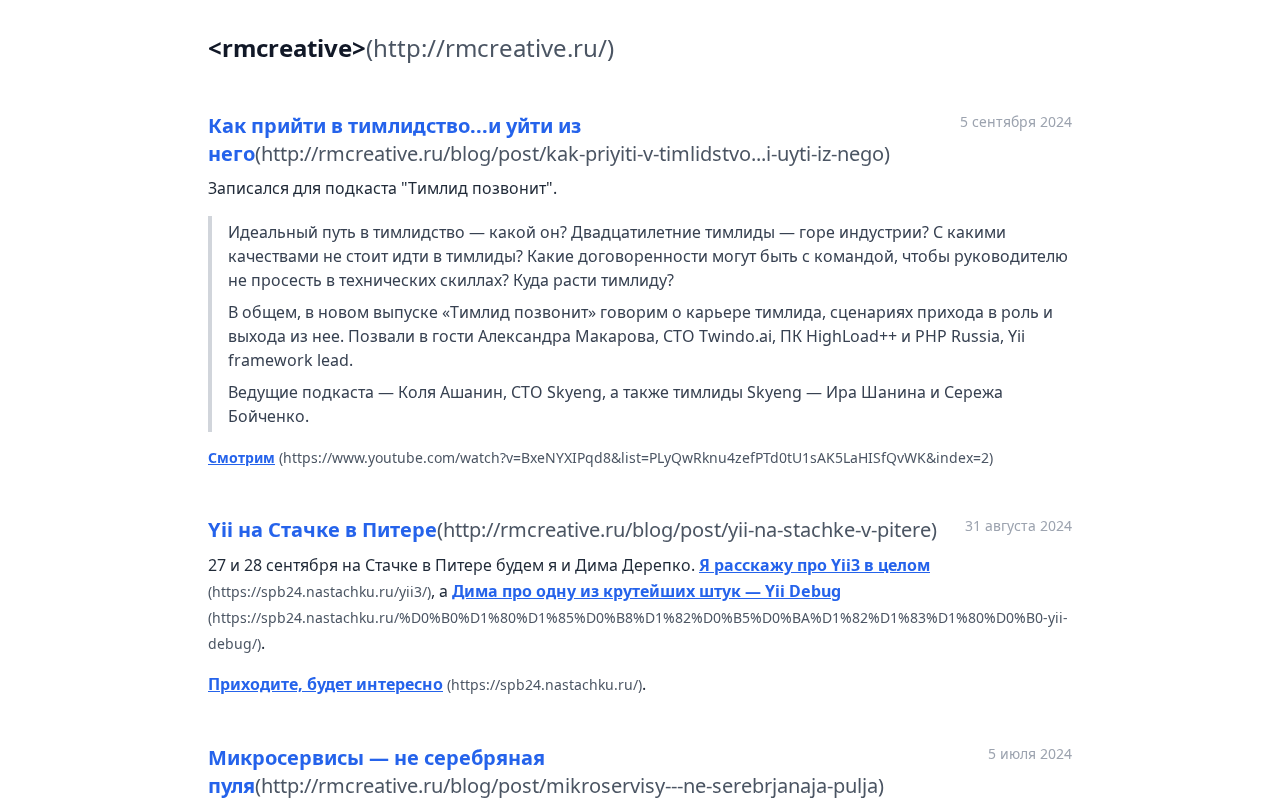 <rmcreative>(http://rmcreative.ru/)
Как прийти в тимлидство...и уйти из
5 сентября 2024
него(http://rmcreative.ru/blog/post/kak-priyiti-v-timlidstvo...i-uyti-iz-nego)
Записался для подкаста "Тимлид позвонит".
Идеальный путь в тимлидство — какой он? Двадцатилетние тимлиды — горе индустрии? С какими
качествами не стоит идти в тимлиды? Какие договоренности могут быть с командой, чтобы руководителю
не просесть в технических скиллах? Куда расти тимлиду?
В общем, в новом выпуске «Тимлид позвонит» говорим о карьере тимлида, сценариях прихода в роль и
выхода из нее. Позвали в гости Александра Макарова, СТО Twindo.ai, ПК HighLoad++ и PHP Russia, Yii
framework lead.
Ведущие подкаста — Коля Ашанин, СТО Skyeng, а также тимлиды Skyeng — Ира Шанина и Сережа
Бойченко.
Смотрим (https://www.youtube.com/watch?v=BxeNYXIPqd8&list=PLyQwRknu4zefPTd0tU1sAK5LaHISfQvWK&index=2)
Yii на Стачке в Питере(http://rmcreative.ru/blog/post/yii-na-stachke-v-pitere)
31 августа 2024
27 и 28 сентября на Стачке в Питере будем я и Дима Дерепко. Я расскажу про Yii3 в целом
(https://spb24.nastachku.ru/yii3/), а Дима про одну из крутейших штук — Yii Debug
(https://spb24.nastachku.ru/%D0%B0%D1%80%D1%85%D0%B8%D1%82%D0%B5%D0%BA%D1%82%D1%83%D1%80%D0%B0-yii-
debug/).
Приходите, будет интересно (https://spb24.nastachku.ru/).
Микросервисы — не серебряная
5 июля 2024
пуля(http://rmcreative.ru/blog/post/mikroservisy---ne-serebrjanaja-pulja)